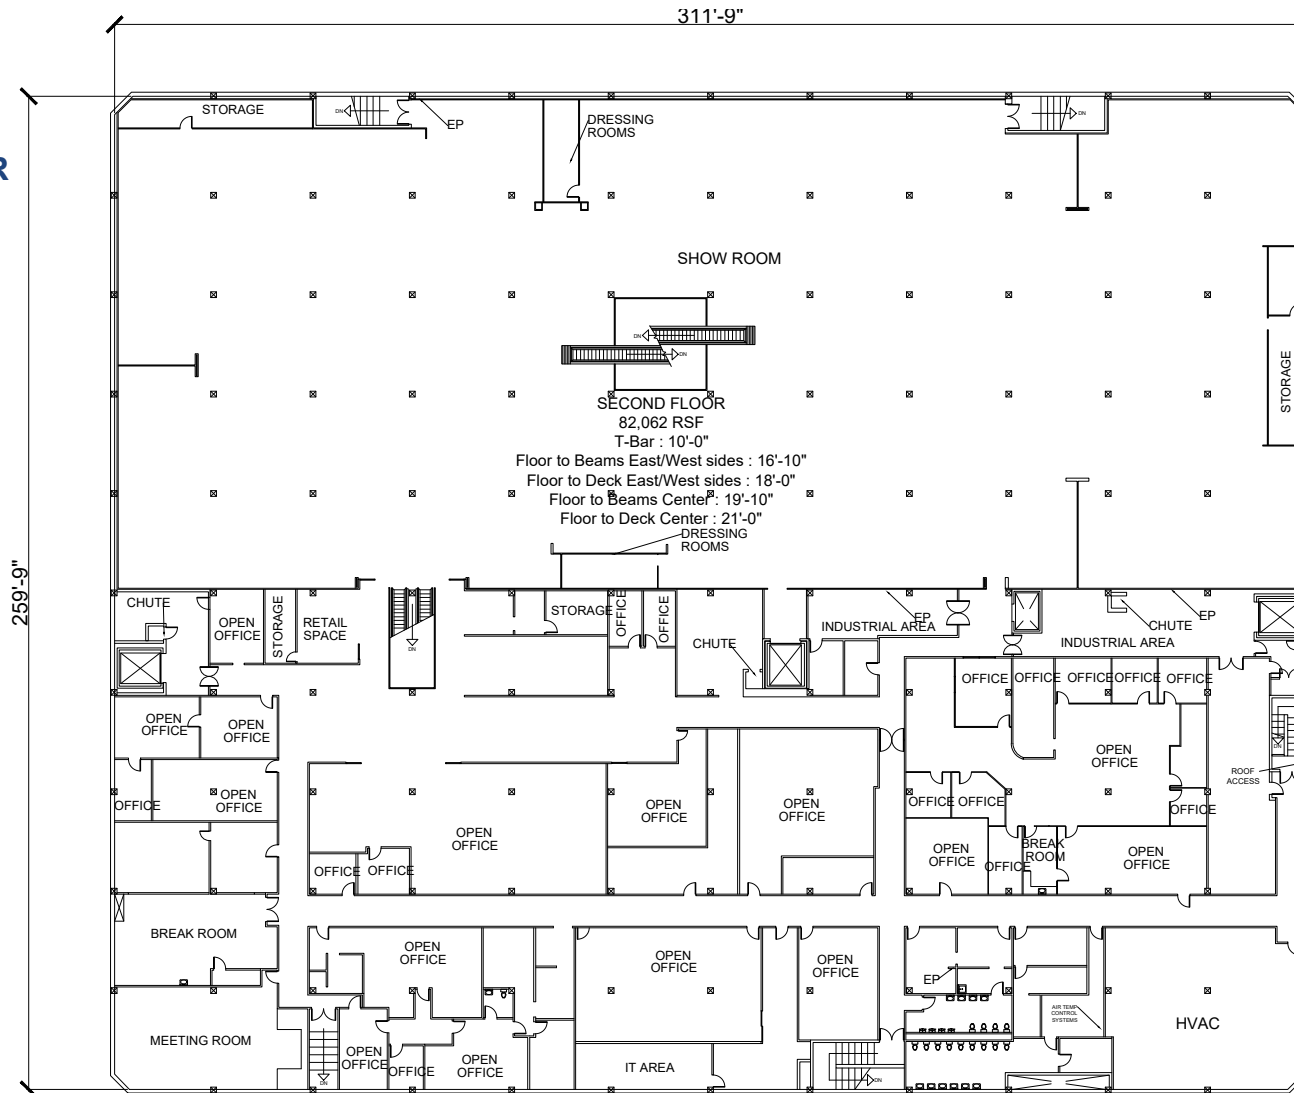 311'-9"
STORAGE
DN
EP
DRESSING
ROOMS
DN
R
SHOW ROOM
DN
DN
STORAGE
SECOND FLOOR
82,062 RSF
T-Bar : 10'-0"
Floor to Beams East/West sides : 16'-10"
Floor to Deck East/West sides : 18'-0"
Floor to Beams Center : 19'-10"
Floor to Deck Center : 21'-0"
DRESSING
ROOMS
259'-9"
CHUTE
OPEN
OFFICE
STORAGE
RETAIL
SPACE
DN
STORAGE
OFFICE
OFFICE
CHUTE
INDUSTRIAL AREA
EP
INDUSTRIAL AREA
CHUTE
EP
OPEN
OFFICE
OPEN
OFFICE
OFFICE
OFFICE
OFFICE
OFFICE
OFFICE
OPEN
OFFICE
DN
ROOF
ACCESS
OFFICE
OPEN
OFFICE
OPEN
OFFICE
OPEN
OFFICE
OPEN
OFFICE
OFFICE
OFFICE
OFFICE
OFFICE
OFFICE
OPEN
OFFICE
OFFICE
BREAK
ROOM
OPEN
OFFICE
BREAK ROOM
OPEN
OFFICE
OPEN
OFFICE
OPEN
OFFICE
EP
AIR TEMP
CONTROL
SYSTEMS
HVAC
MEETING ROOM
DN
OPEN
OFFICE
OFFICE
OPEN
OFFICE
IT AREA
DN